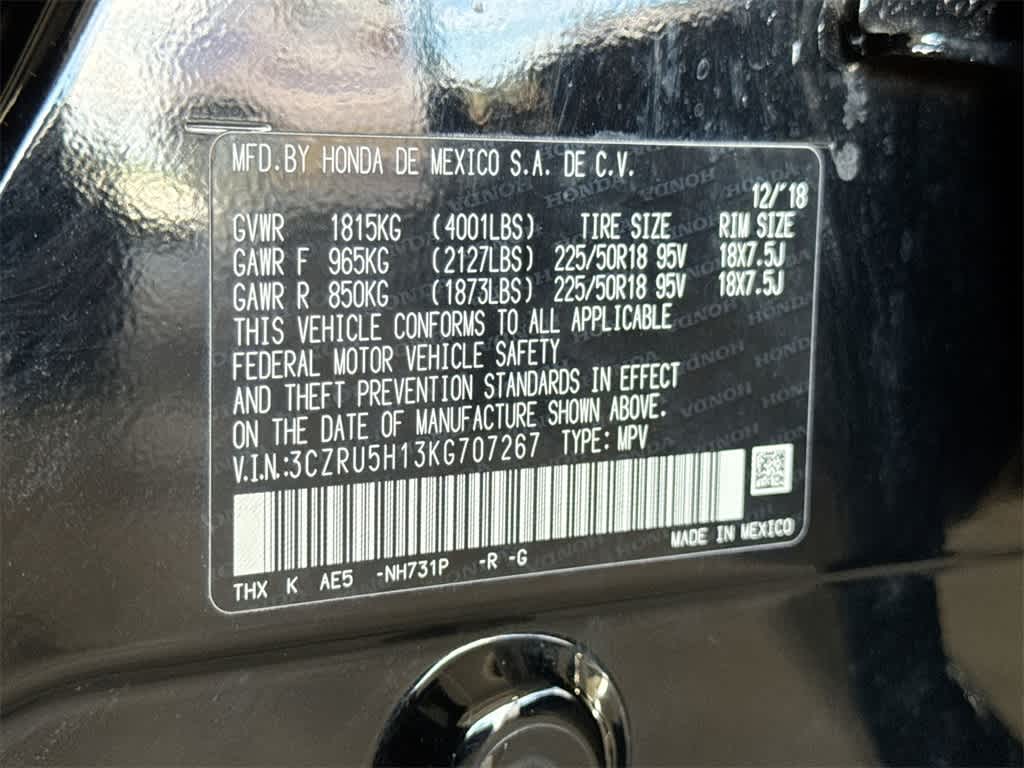 MFD.BY HONDA DE MEXICO S.A. DE C.V.
12/'18
GVWR 1815KG (4001LBS) TIRE SIZE RIM SIZE
GAWR F 965KG (2127LBS) 225/50R18 95V 18X7.5J
GAWR R 850KG (1873LBS) 225/50R18 95V 18X7.5J
THIS VEHICLE CONFORMS TO ALL APPLICABLE
FEDERAL MOTOR VEHICLE SAFETY
AND THEFT PREVENTION STANDARDS IN EFFECT
ON THE DATE OF MANUFACTURE SHOWN ABOVE.
V.I.N.:3CZRU5H13KG707267 TYPE: MPV
MADE IN MEXICO
THX K AE5 -NH731P -R -G